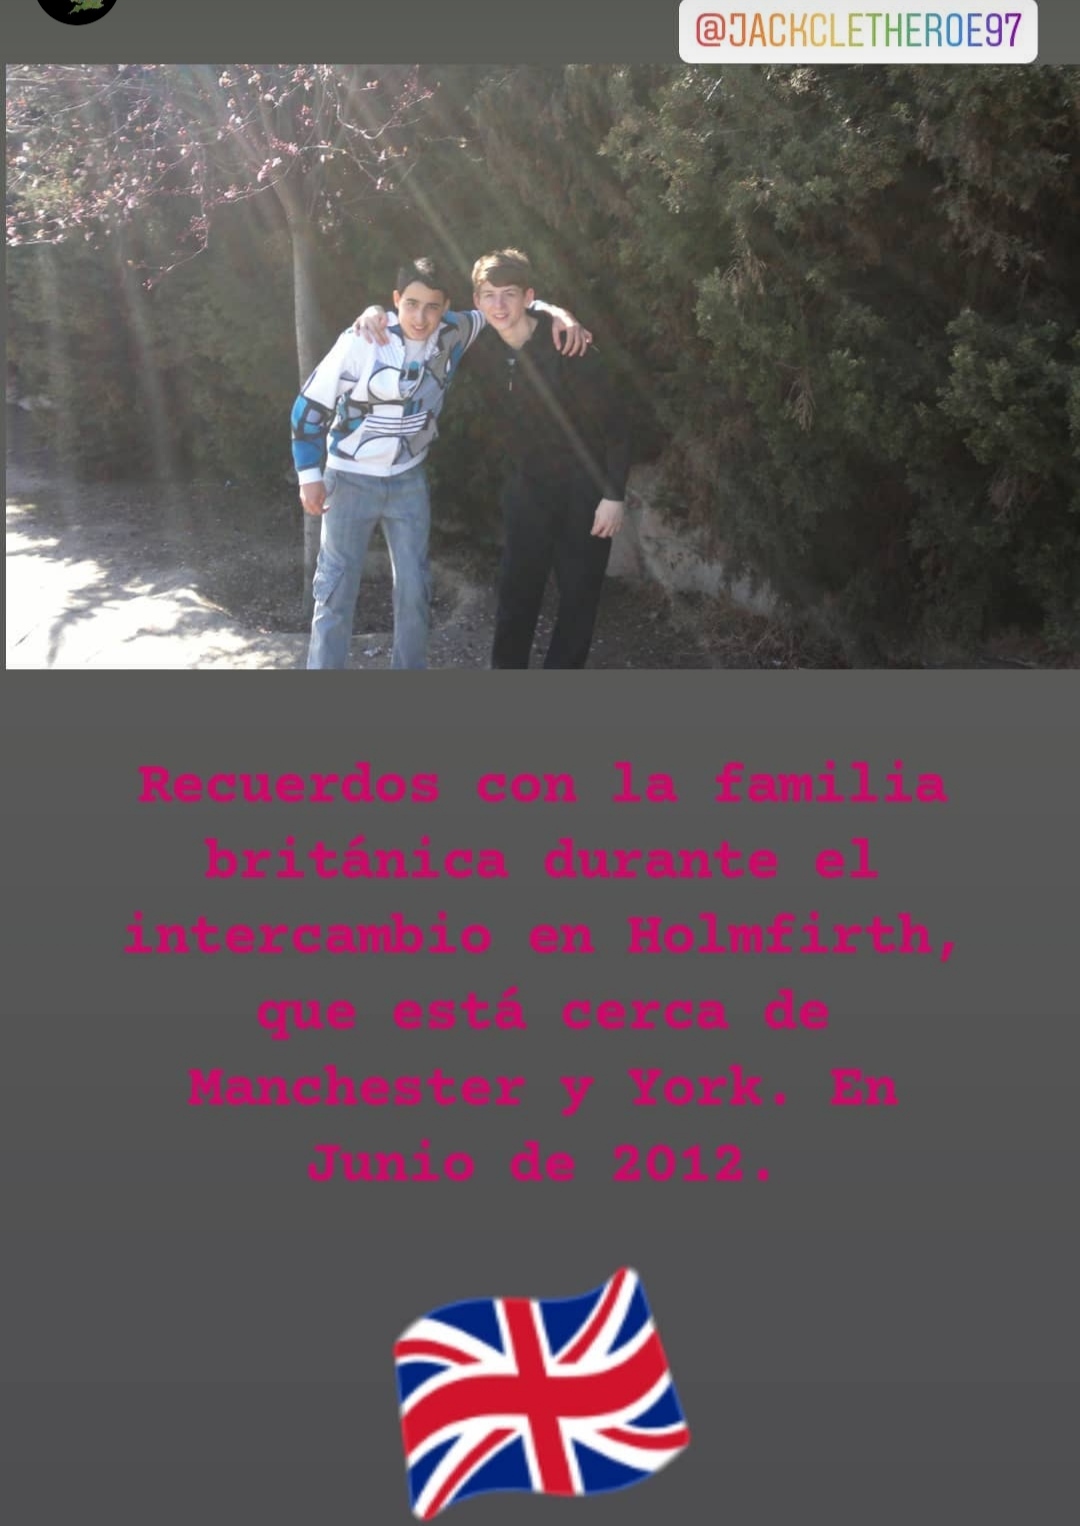 @JACKCLETHEROE97
Recuerdos con la familia
británica durante el
intercambio en Holmfirth,
que está cerca de
Manchester y York. En
Junio de 2012.